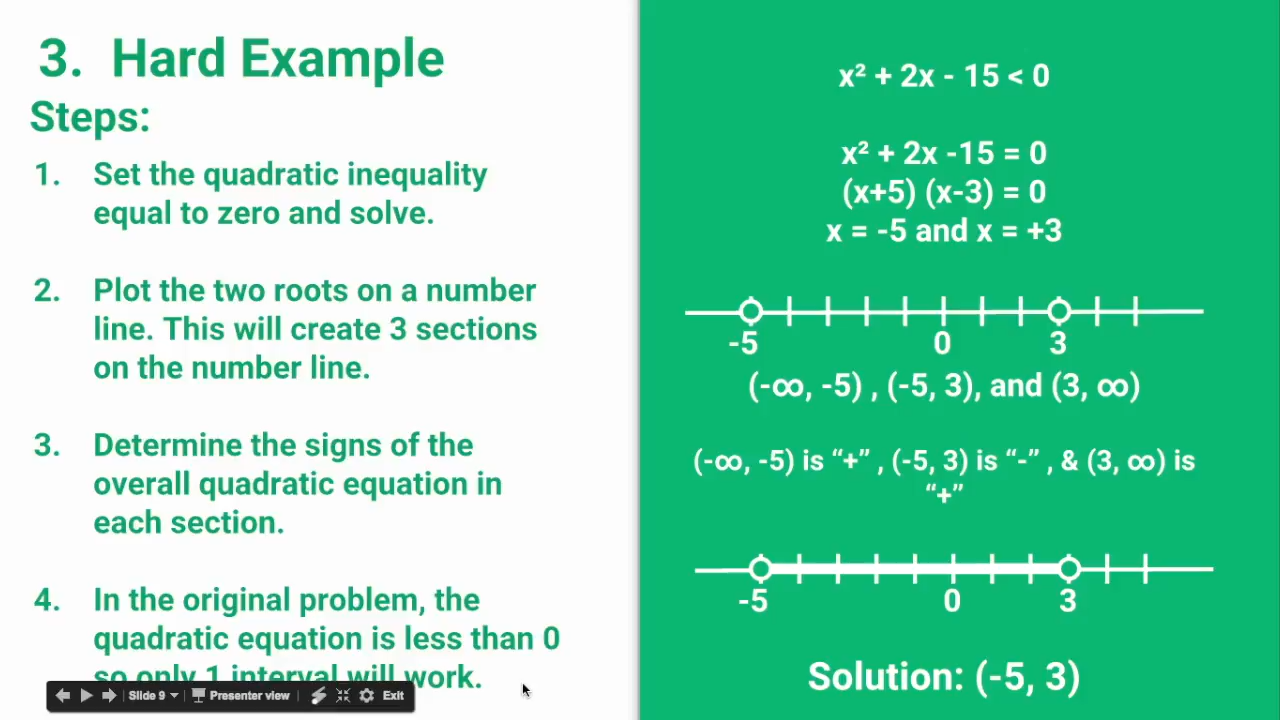 3. Hard Example
Steps:
1. Set the quadratic inequality
equal to zero and solve.
2. Plot the two roots on a number
line. This will create 3 sections
on the number line.
3. Determine the signs of the
overall quadratic equation in
each section.
4. In the original problem, the
quadratic equation is less than 0
so only 1 interval will work.
Slide 9 Presenter view Exit
x² + 2x - 15 < 0
x² + 2x -15 = 0
(x+5) (x-3) = 0
x = -5 and x = +3
-5 0 3
(-∞, -5) , (-5, 3), and (3, ∞)
(-∞, -5) is “+” , (-5, 3) is “-” , & (3, ∞) is
“+”
-5 0 3
Solution: (-5, 3)